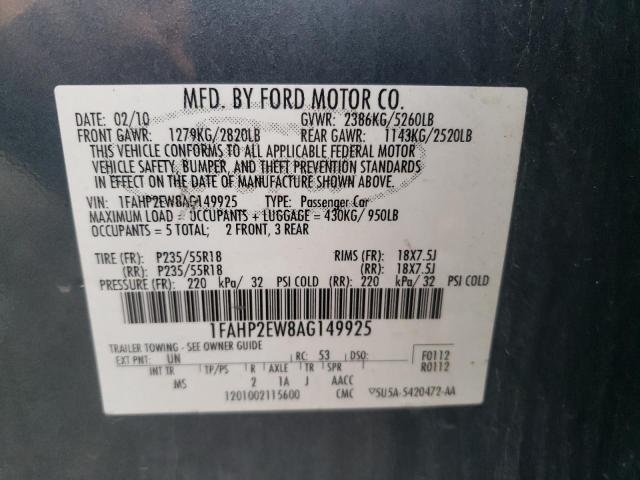 MFD. BY FORD MOTOR CO.
DATE: 02/10 GVWR: 2386KG/5260LB
FRONT GAWR: 1279KG/2820LB REAR GAWR: 1143KG/2520LB
THIS VEHICLE CONFORMS TO ALL APPLICABLE FEDERAL MOTOR
VEHICLE SAFETY, BUMPER, AND THEFT PREVENTION STANDARDS
IN EFFECT ON THE DATE OF MANUFACTURE SHOWN ABOVE.
VIN: 1FAHP2EW8AG149925 TYPE: Passenger Car
MAXIMUM LOAD = OCCUPANTS + LUGGAGE = 430KG/950LB
OCCUPANTS = 5 TOTAL: 2 FRONT, 3 REAR
TIRE (FR): P235/55R18 RIMS (FR): 18X7.5J
(RR): P235/55R18 (RR): 18X7.5J
PRESSURE (FR): 220 kPa/ 32 PSI COLD (RR): 220 kPa/ 32 PSI COLD
1FAHP2EW8AG149925
TRAILER TOWING - SEE OWNER GUIDE
EXT PNT: UN RC: 53 DSO: F0112
INT TR TP/PS R AXLE TR SPR R0112
MS 2 1A J AACC
1201002115600 CMC ▽5U5A-5420472-AA